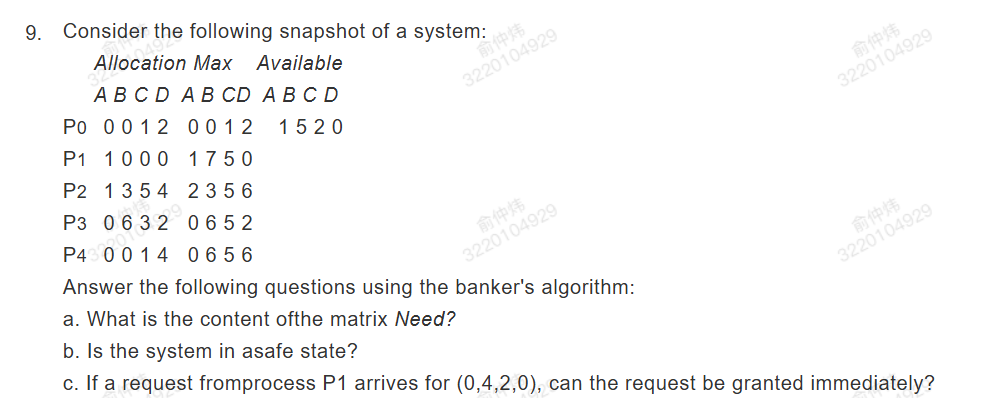 9. Consider the following snapshot of a system:
Allocation Max Available
A B C D A B CD A B C D
P0 0 0 1 2 0 0 1 2 1 5 2 0
P1 1 0 0 0 1 7 5 0
P2 1 3 5 4 2 3 5 6
P3 0 6 3 2 0 6 5 2
P4 0 0 1 4 0 6 5 6
Answer the following questions using the banker's algorithm:
a. What is the content ofthe matrix Need?
b. Is the system in asafe state?
c. If a request fromprocess P1 arrives for (0,4,2,0), can the request be granted immediately?
俞仲炜
3220104929
俞仲炜
3220104929
俞仲炜
3220104929
俞仲炜
3220104929